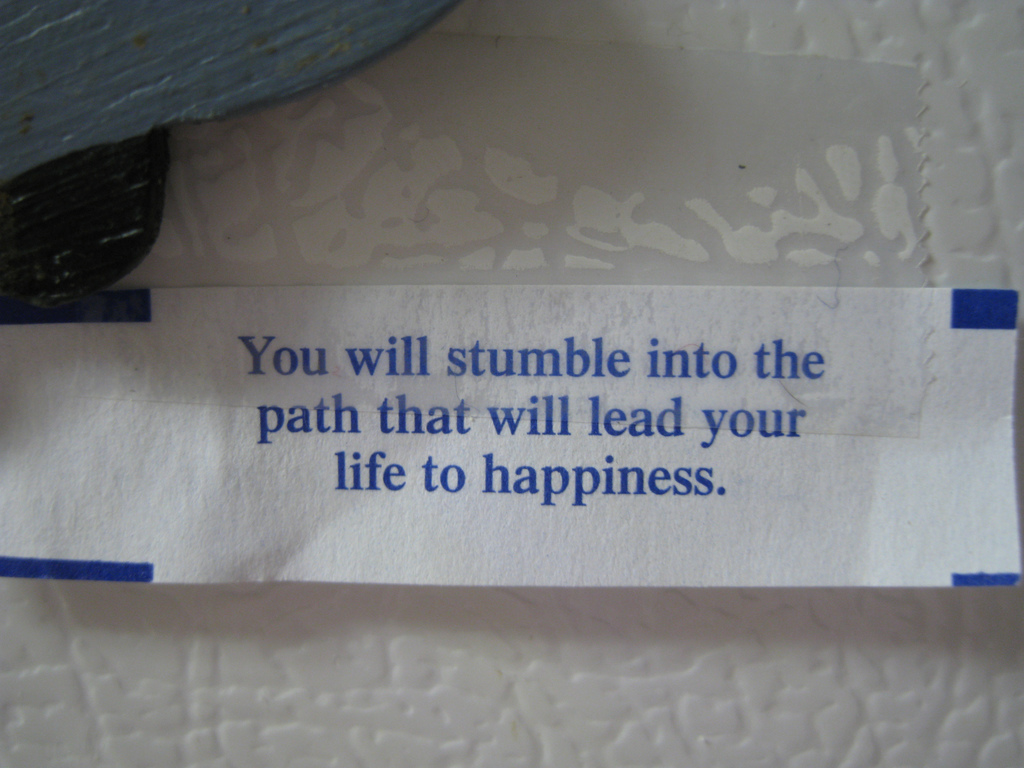 You will stumble into the
path that will lead your
life to happiness.